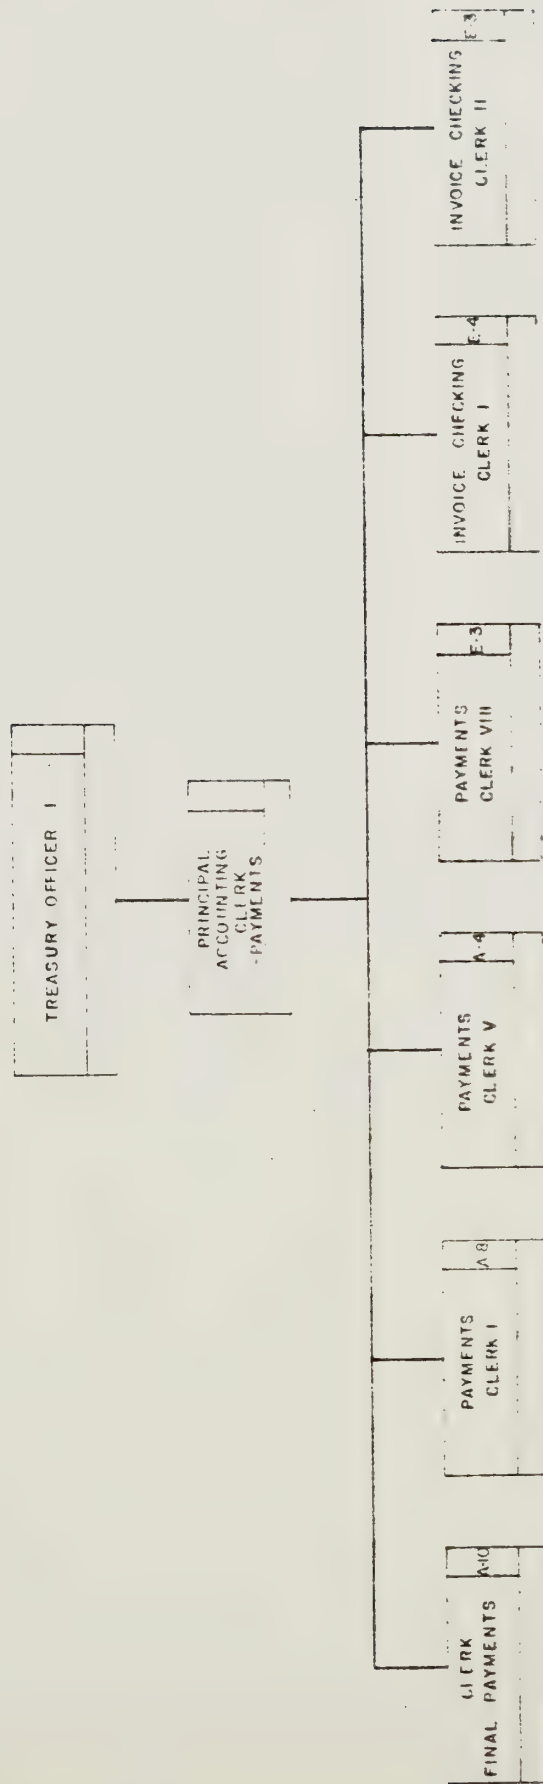 TREASURY OFFICER I
PRINCIPAL
ACCOUNTING
CLERK
-PAYMENTS
CLERK
FINAL PAYMENTS
A-10
PAYMENTS
CLERK I
A-8
PAYMENTS
CLERK V
A-4
PAYMENTS
CLERK VIII
E-3
INVOICE CHECKING
CLERK I
E-4
INVOICE CHECKING
CLERK II
E-3